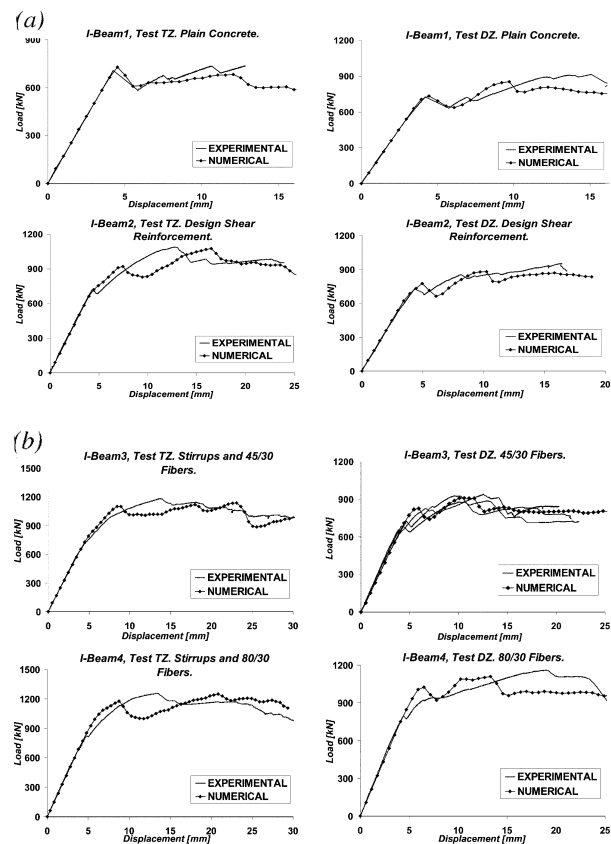 (a)
I-Beam1, Test TZ. Plain Concrete.
900
600
300
0
Load [kN]
EXPERIMENTAL
NUMERICAL
0 5 10 15
Displacement [mm]
I-Beam1, Test DZ. Plain Concrete.
1200
900
600
300
0
Load [kN]
EXPERIMENTAL
NUMERICAL
0 5 10 15
Displacement [mm]
I-Beam2, Test TZ. Design Shear
Reinforcement.
1200
900
600
300
0
Load [kN]
EXPERIMENTAL
NUMERICAL
0 5 10 15 20 25
Displacement [mm]
I-Beam2, Test DZ. Design Shear
Reinforcement.
1200
900
600
300
0
Load [kN]
EXPERIMENTAL
NUMERICAL
0 5 10 15 20
Displacement [mm]
(b)
I-Beam3, Test TZ. Stirrups and 45/30
Fibers.
1500
1200
900
600
300
0
Load [kN]
EXPERIMENTAL
NUMERICAL
0 5 10 15 20 25 30
Displacement [mm]
I-Beam3, Test DZ. 45/30 Fibers.
1200
900
600
300
0
Load [kN]
EXPERIMENTAL
NUMERICAL
0 5 10 15 20 25
Displacement [mm]
I-Beam4, Test TZ. Stirrups and 80/30
Fibers.
1500
1200
900
600
300
0
Load [kN]
EXPERIMENTAL
NUMERICAL
0 5 10 15 20 25 30
Displacement [mm]
I-Beam4, Test DZ. 80/30 Fibers.
1200
900
600
300
0
Load [kN]
EXPERIMENTAL
NUMERICAL
0 5 10 15 20 25
Displacement [mm]